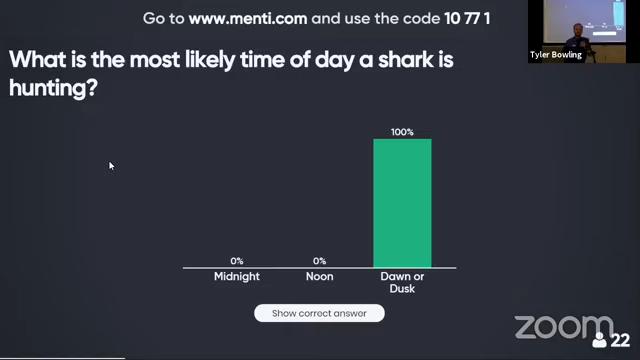 Go to www.menti.com and use the code 10 77 1
Tyler Bowling
What is the most likely time of day a shark is
hunting?
100%
0%
0%
Midnight
Noon
Dawn or
Dusk
Show correct answer
zoom
22